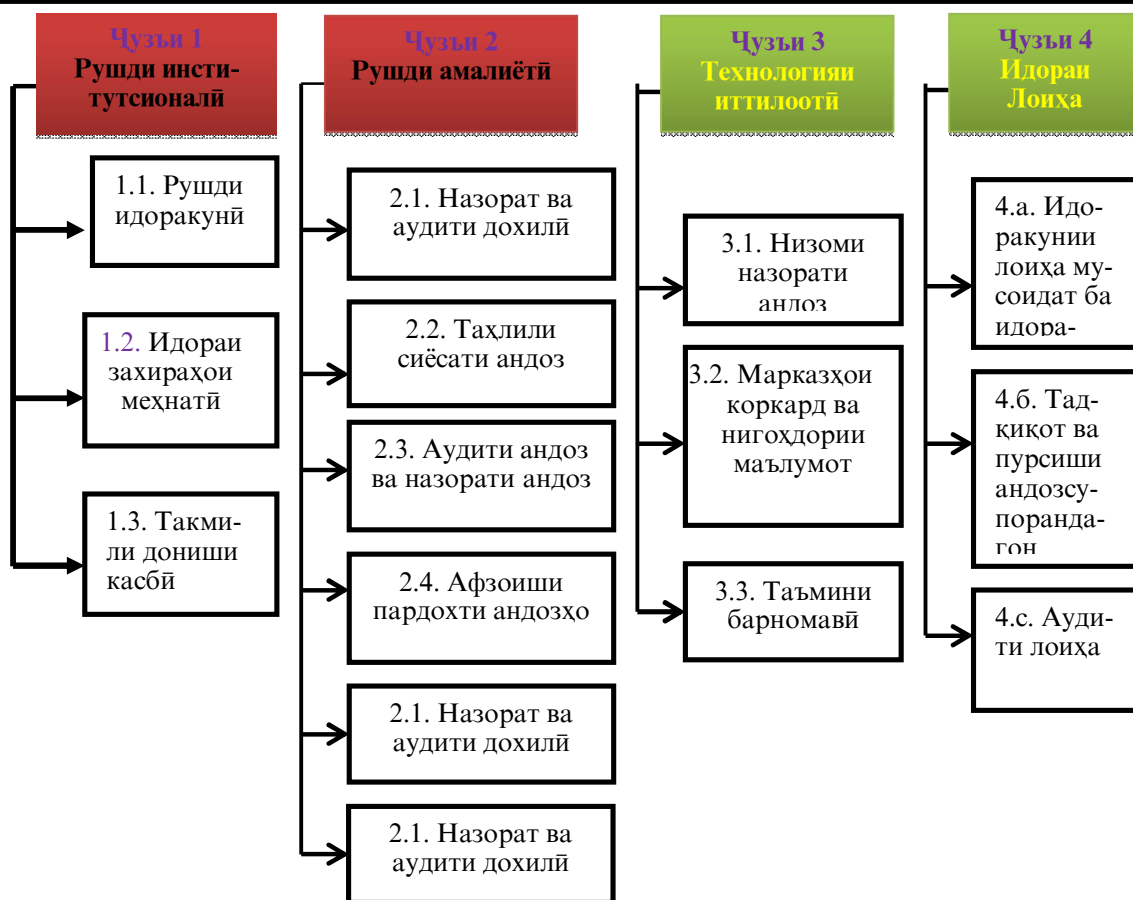 Ҷузъи 1
Рушди инсти-
тутсионалӣ
1.1. Рушди
идоракунӣ
1.2. Идораи
захираҳои
меҳнатӣ
1.3. Такми-
ли дониши
касбӣ
Ҷузъи 2
Рушди амалиётӣ
2.1. Назорат ва
аудити дохилӣ
2.2. Таҳлили
сиёсати андоз
2.3. Аудити андоз
ва назорати андоз
2.4. Афзоиши
пардохти андозҳо
2.1. Назорат ва
аудити дохилӣ
2.1. Назорат ва
аудити дохилӣ
Ҷузъи 3
Технологияи
иттилоотӣ
3.1. Низоми
назорати
андоз
3.2. Марказҳои
коркард ва
нигоҳдории
маълумот
3.3. Таъмини
барномавӣ
Ҷузъи 4
Идораи
Лоиҳа
4.а. Идо-
ракунии
лоиҳа му-
соидат ба
идора-
4.б. Тад-
қиқот ва
пурсиши
андозсу-
поранда-
гон
4.с. Ауди-
ти лоиҳа